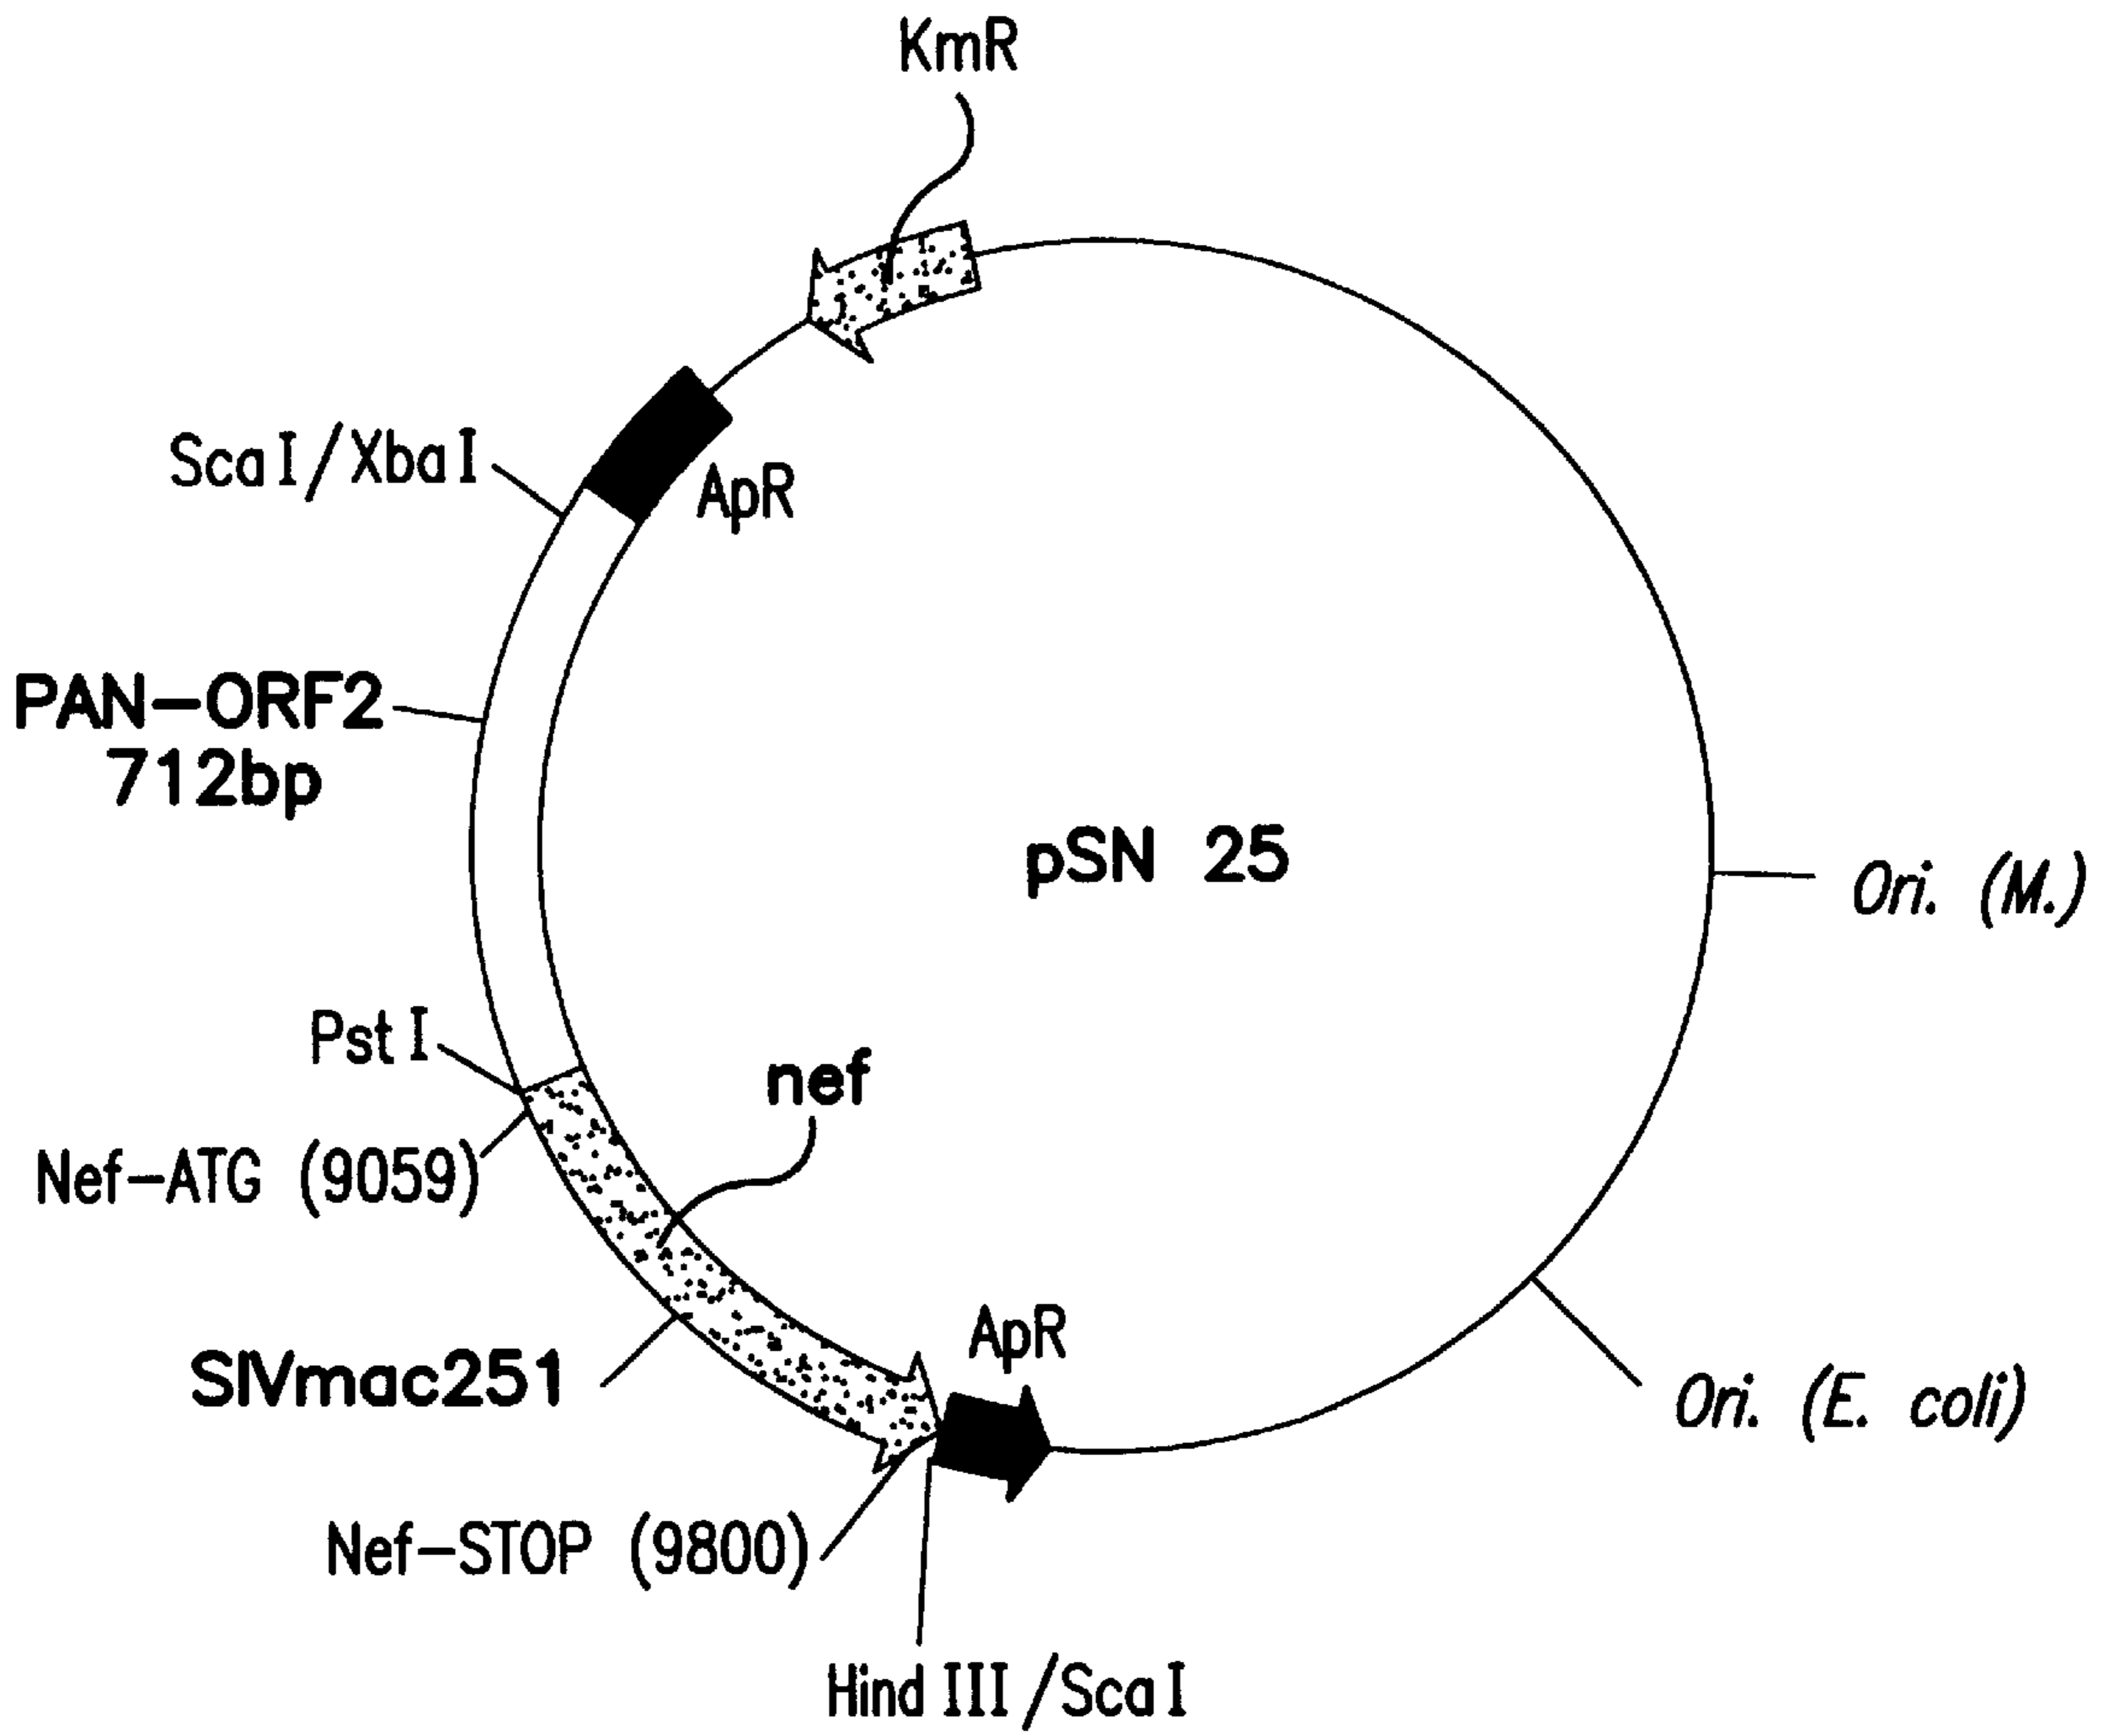 KmR
ScaI/XbaI
ApR
PAN-ORF2
712bp
pSN 25
Ori. (M.)
PstI
nef
Nef-ATG (9059)
ApR
SIVmac251
Ori. (E. coli)
Nef-STOP (9800)
HindIII/ScaI